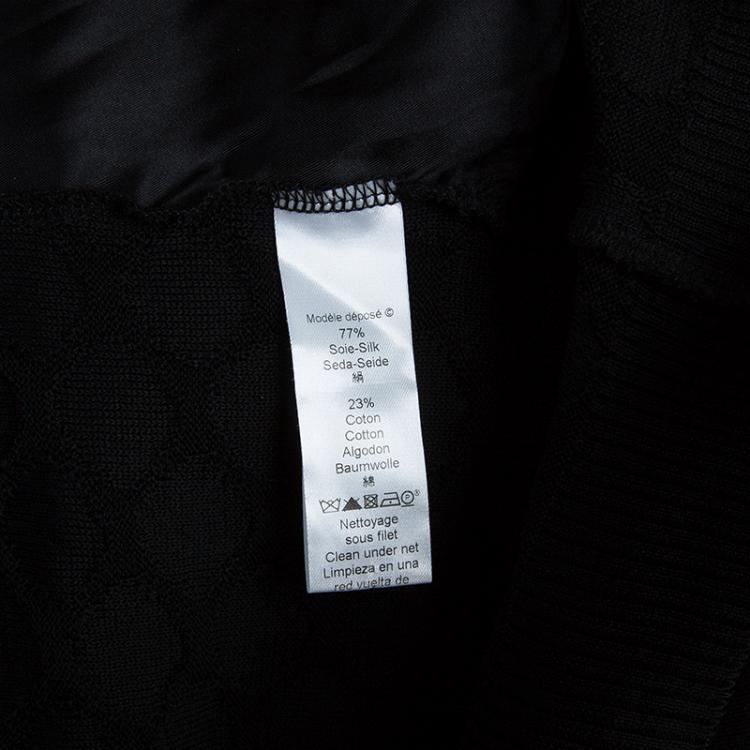 Modèle déposé ©
77%
Soie-Silk
Seda-Seide
絹
23%
Coton
Cotton
Algodon
Baumwolle
綿
Nettoyage
sous filet
Clean under net
Limpieza en una
red vuelta de